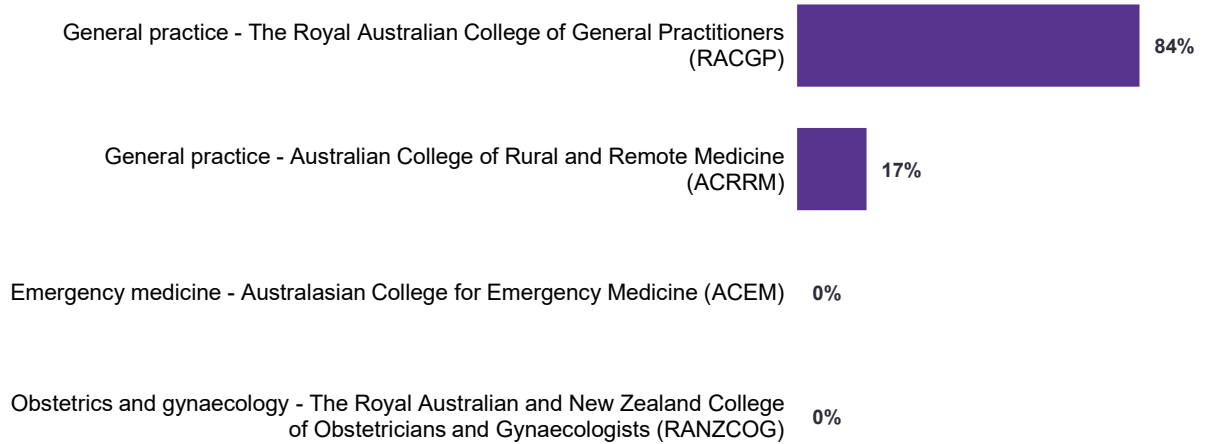 General practice - The Royal Australian College of General Practitioners
(RACGP)
84%
General practice - Australian College of Rural and Remote Medicine
(ACRRM)
17%
Emergency medicine - Australasian College for Emergency Medicine (ACEM)
0%
Obstetrics and gynaecology - The Royal Australian and New Zealand College
of Obstetricians and Gynaecologists (RANZCOG)
0%